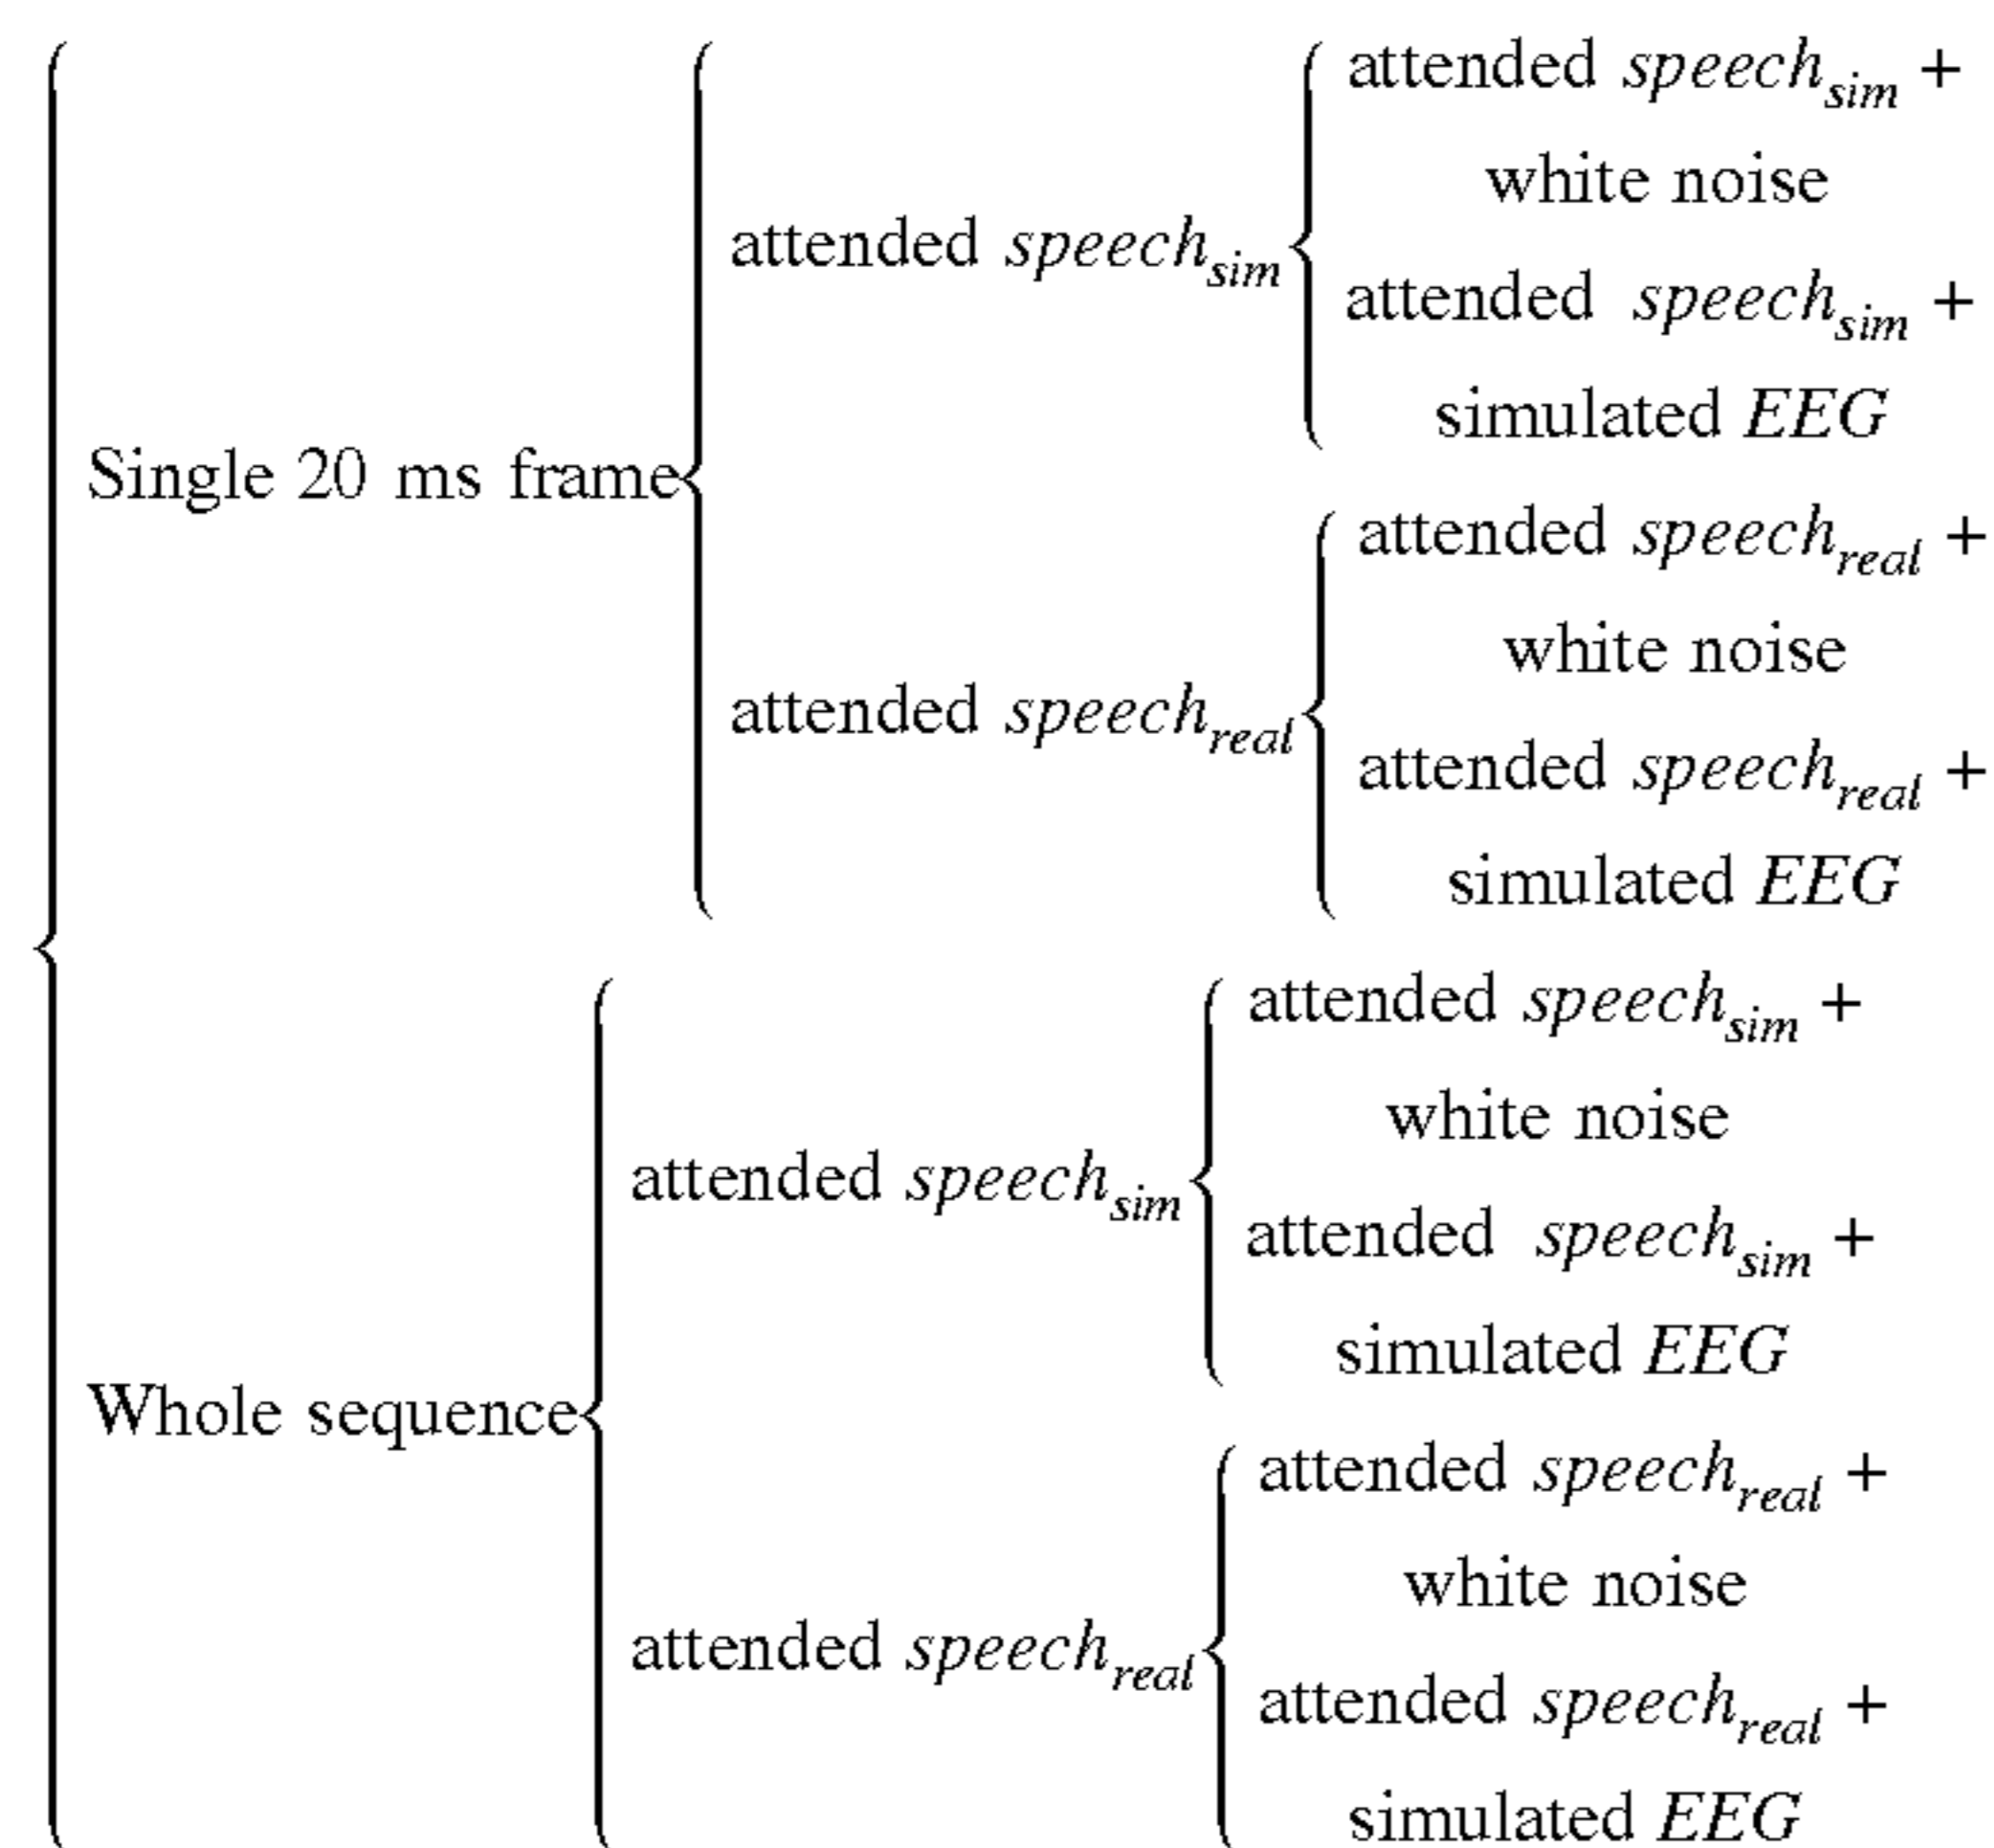 attended speech_sim +
white noise
attended speech_sim
attended speech_sim +
simulated EEG
Single 20 ms frame
attended speech_real +
white noise
attended speech_real
attended speech_real +
simulated EEG
attended speech_sim +
white noise
attended speech_sim
attended speech_sim +
simulated EEG
Whole sequence
attended speech_real +
white noise
attended speech_real
attended speech_real +
simulated EEG